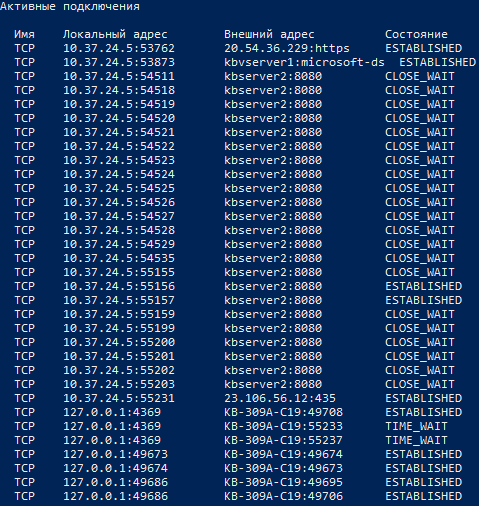 Активные подключения
Имя Локальный адрес Внешний адрес Состояние
TCP 10.37.24.5:53762 20.54.36.229:https ESTABLISHED
TCP 10.37.24.5:53873 kbvserver1:microsoft-ds ESTABLISHED
TCP 10.37.24.5:54511 kbserver2:8080 CLOSE_WAIT
TCP 10.37.24.5:54518 kbserver2:8080 CLOSE_WAIT
TCP 10.37.24.5:54519 kbserver2:8080 CLOSE_WAIT
TCP 10.37.24.5:54520 kbserver2:8080 CLOSE_WAIT
TCP 10.37.24.5:54521 kbserver2:8080 CLOSE_WAIT
TCP 10.37.24.5:54522 kbserver2:8080 CLOSE_WAIT
TCP 10.37.24.5:54523 kbserver2:8080 CLOSE_WAIT
TCP 10.37.24.5:54524 kbserver2:8080 CLOSE_WAIT
TCP 10.37.24.5:54525 kbserver2:8080 CLOSE_WAIT
TCP 10.37.24.5:54526 kbserver2:8080 CLOSE_WAIT
TCP 10.37.24.5:54527 kbserver2:8080 CLOSE_WAIT
TCP 10.37.24.5:54528 kbserver2:8080 CLOSE_WAIT
TCP 10.37.24.5:54529 kbserver2:8080 CLOSE_WAIT
TCP 10.37.24.5:54535 kbserver2:8080 CLOSE_WAIT
TCP 10.37.24.5:55155 kbserver2:8080 CLOSE_WAIT
TCP 10.37.24.5:55156 kbserver2:8080 ESTABLISHED
TCP 10.37.24.5:55157 kbserver2:8080 ESTABLISHED
TCP 10.37.24.5:55159 kbserver2:8080 CLOSE_WAIT
TCP 10.37.24.5:55199 kbserver2:8080 CLOSE_WAIT
TCP 10.37.24.5:55200 kbserver2:8080 CLOSE_WAIT
TCP 10.37.24.5:55201 kbserver2:8080 CLOSE_WAIT
TCP 10.37.24.5:55202 kbserver2:8080 CLOSE_WAIT
TCP 10.37.24.5:55203 kbserver2:8080 CLOSE_WAIT
TCP 10.37.24.5:55231 23.106.56.12:435 ESTABLISHED
TCP 127.0.0.1:4369 KB-309A-C19:49708 ESTABLISHED
TCP 127.0.0.1:4369 KB-309A-C19:55233 TIME_WAIT
TCP 127.0.0.1:4369 KB-309A-C19:55237 TIME_WAIT
TCP 127.0.0.1:49673 KB-309A-C19:49674 ESTABLISHED
TCP 127.0.0.1:49674 KB-309A-C19:49673 ESTABLISHED
TCP 127.0.0.1:49686 KB-309A-C19:49695 ESTABLISHED
TCP 127.0.0.1:49686 KB-309A-C19:49706 ESTABLISHED